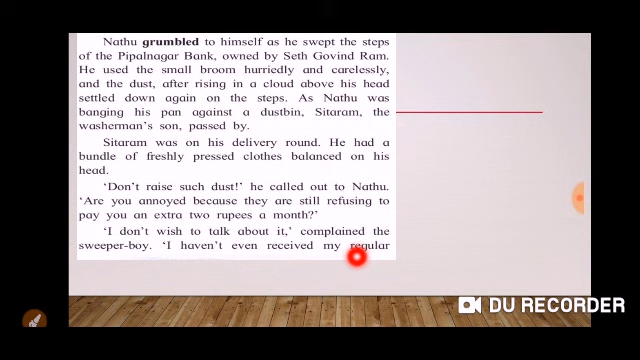 Nathu grumbled to himself as he swept the steps
of the Pipalnagar Bank, owned by Seth Govind Ram.
He used the small broom hurriedly and carelessly,
and the dust, after rising in a cloud above his head
settled down again on the steps. As Nathu was
banging his pan against a dustbin, Sitaram, the
washerman's son, passed by.
Sitaram was on his delivery round. He had a
bundle of freshly pressed clothes balanced on his
head.
'Don't raise such dust!' he called out to Nathu.
'Are you annoyed because they are still refusing to
pay you an extra two rupees a month?'
'I don't wish to talk about it,' complained the
sweeper-boy. 'I haven't even received my regular
DU RECORDER